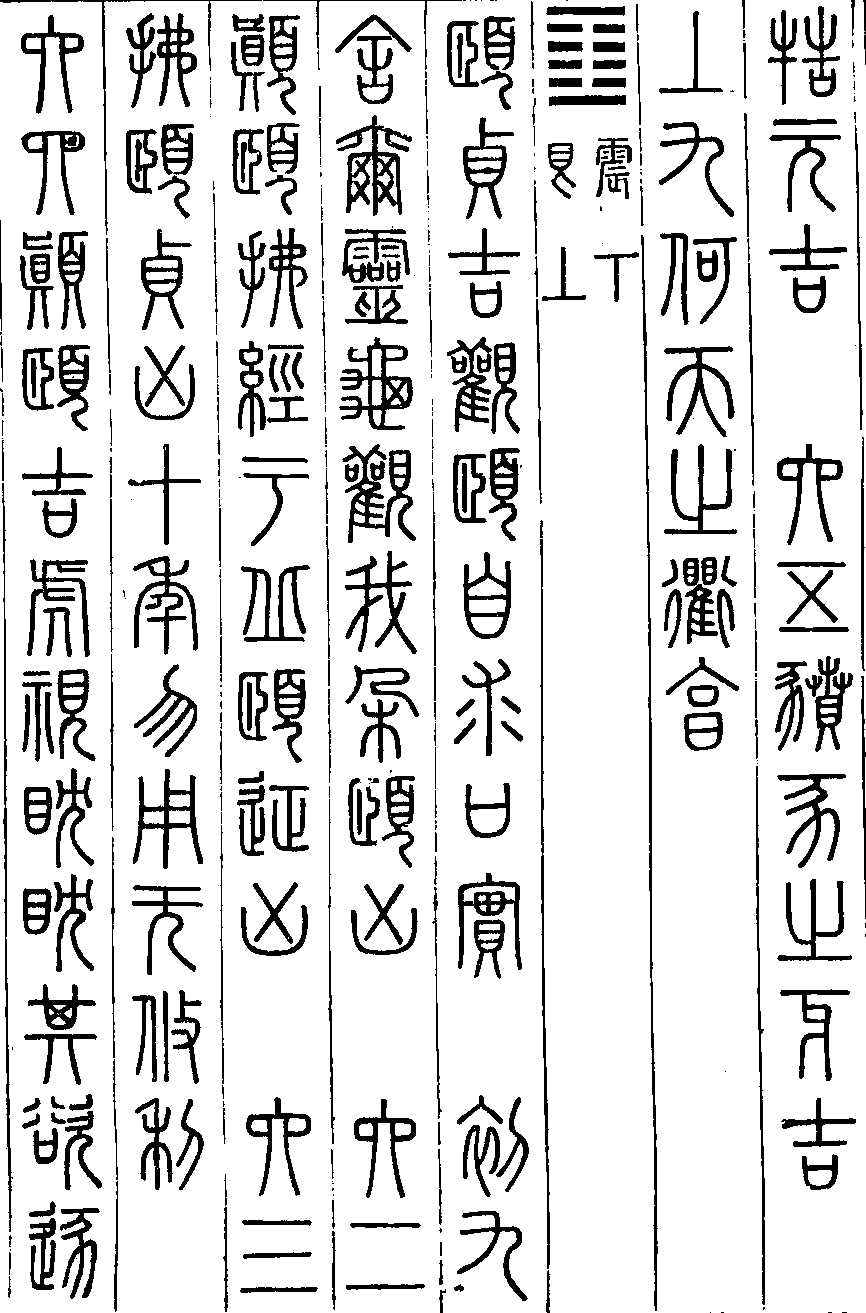 牿元吉 六五豶豕之牙吉
上九何天之衢亨
䷚ 震下艮上
頤貞吉觀頤自求口實 初九
舍爾靈龜觀我朵頤凶 六二
顛頤拂經于丘頤征凶 六三
拂頤貞凶十年勿用无攸利
六四顛頤吉虎視眈眈其欲逐